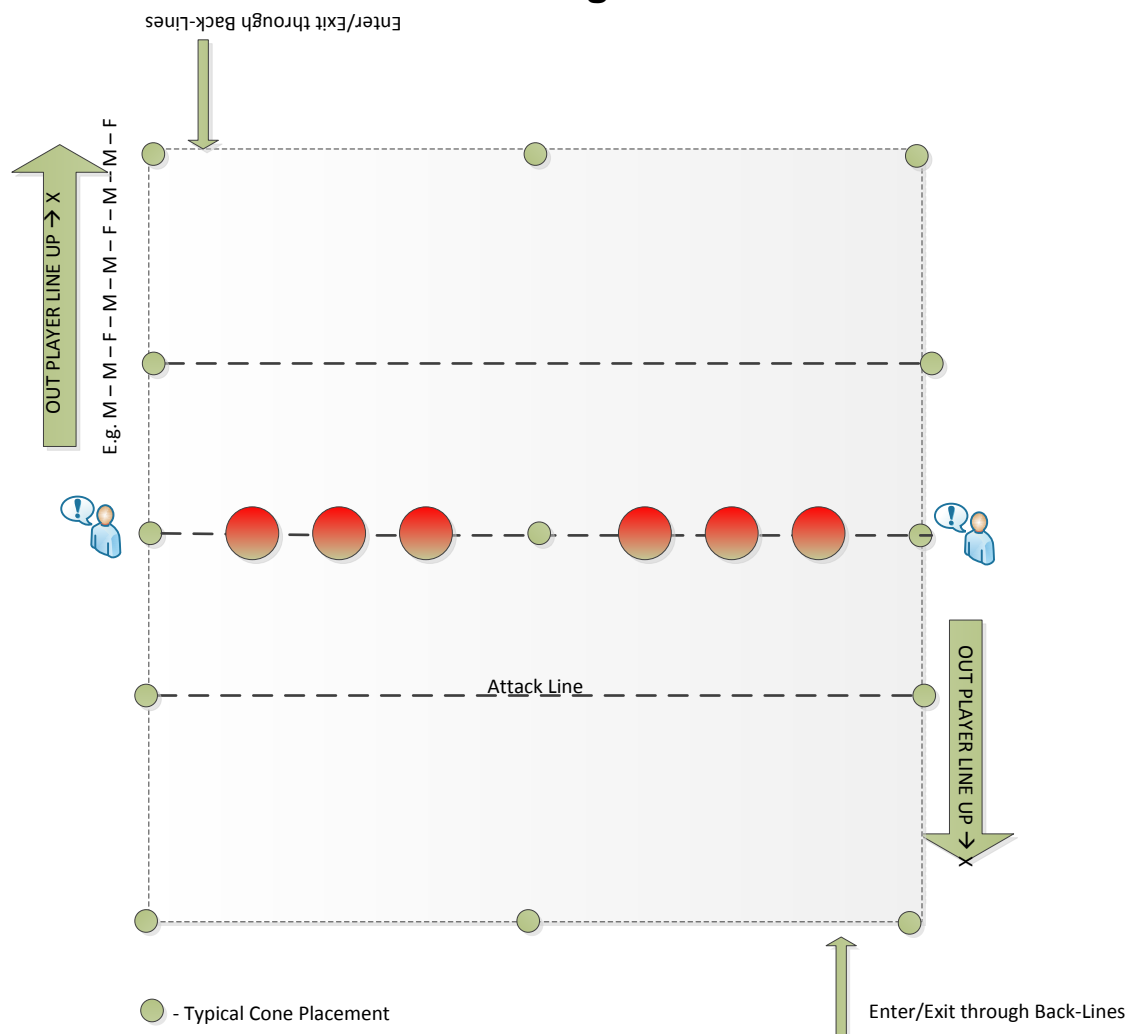 Enter/Exit through Back-Lines
OUT PLAYER LINE UP → X
E.g. M – M – F – M – M – F – M – M – F
!
!
Attack Line
OUT PLAYER LINE UP → X
- Typical Cone Placement
Enter/Exit through Back-Lines